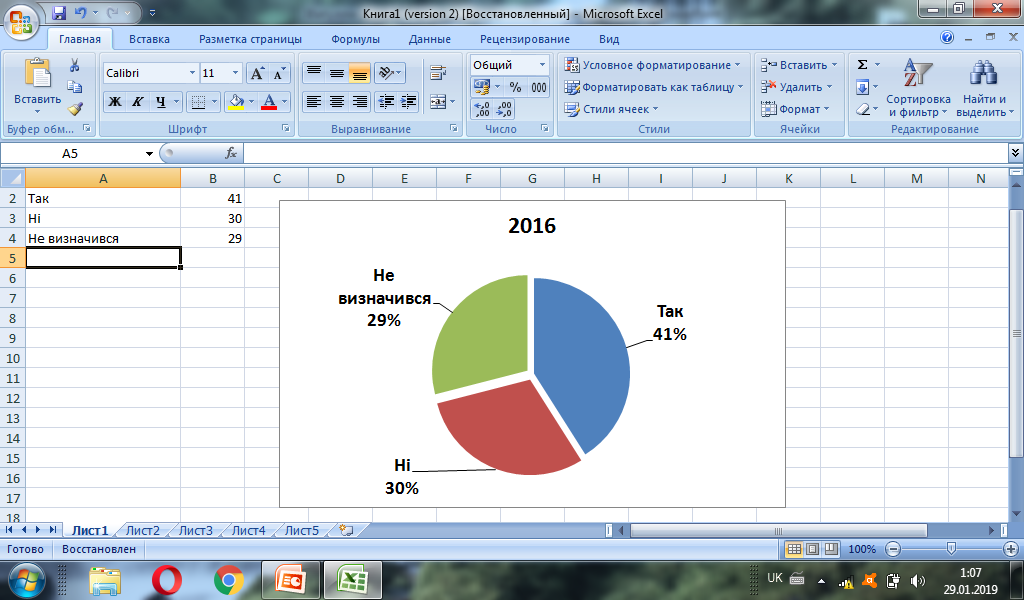 Книга1 (version 2) [Восстановленный] - Microsoft Excel
Главная Вставка Разметка страницы Формулы Данные Рецензирование Вид
Calibri 11 Общий
Условное форматирование Вставить Σ
Вставить Ж К Ч А % 000 Форматировать как таблицу Удалить Сортировка и фильтр Найти и выделить
Стили ячеек Формат
Буфер обм... Шрифт Выравнивание Число Стили Ячейки Редактирование
A5 fx
A B C D E F G H I J K L M N
2 Так 41
3 Ні 30
4 Не визначився 29
5
6
7
8
9
10
11
12
13
14
15
16
17
18
2016
Не
визначився
29%
Так
41%
Ні
30%
Лист1 Лист2 Лист3 Лист4 Лист5
Готово Восстановлен 100%
UK 1:07
29.01.2019